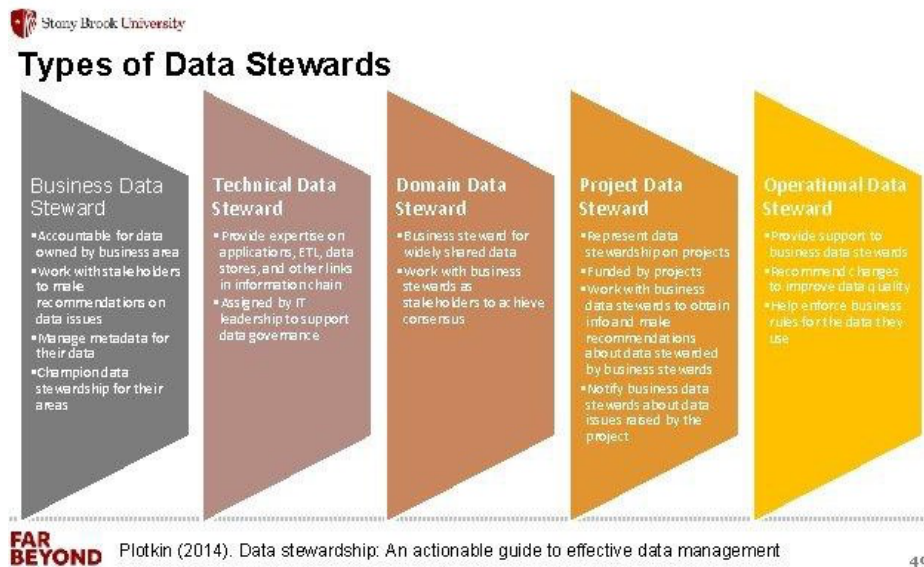 Stony Brook University
Types of Data Stewards
Business Data
Steward
▪Accountable for data
owned by business area
▪Work with stakeholders
to make
recommendations on
data issues
▪Manage metadata for
their data
▪Champion data
stewardship for their
areas
Technical Data
Steward
▪Provide expertise on
applications, ETL, data
stores, and other links
in information chain
▪Assigned by IT
leadership to support
data governance
Domain Data
Steward
▪Business steward for
widely shared data
▪Work with business
stewards as
stakeholders to achieve
consensus
Project Data
Steward
▪Represent data
stewardship on projects
▪Funded by projects
▪Work with business
data stewards to obtain
info and make
recommendations
about data stewarded
by business stewards
▪Notify business data
stewards about data
issues raised by the
project
Operational Data
Steward
▪Provide support to
business data stewards
▪Recommend changes
to improve data quality
▪Help enforce business
rules for the data they
use
FAR
BEYOND
Plotkin (2014). Data stewardship: An actionable guide to effective data management
49